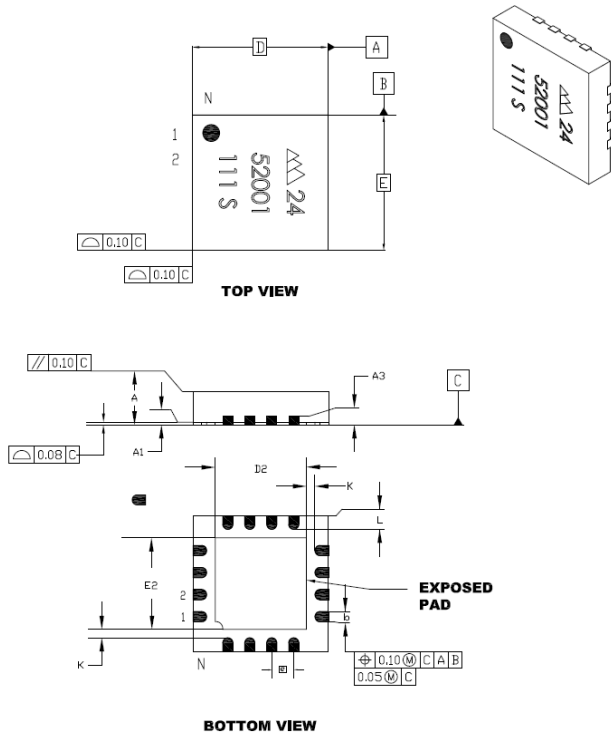 D
A
B
N
1
2
E
24
52001
111 S
0.10 C
0.10 C
TOP VIEW
24
52001
111 S
// 0.10 C
A
A3
C
A1
0.08 C
D2
K
L
E2
EXPOSED
PAD
2
1
b
K
N
e
⌖ 0.10 Ⓜ C A B
0.05 Ⓜ C
BOTTOM VIEW